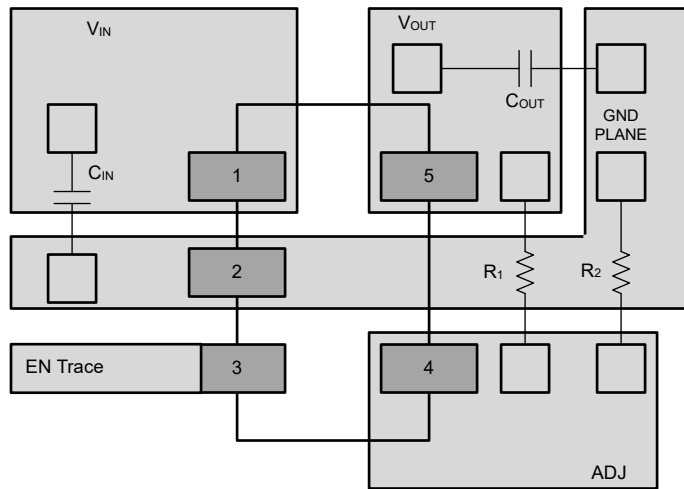 VIN
VOUT
COUT
GND
PLANE
CIN
1
5
2
R1
R2
EN Trace
3
4
ADJ